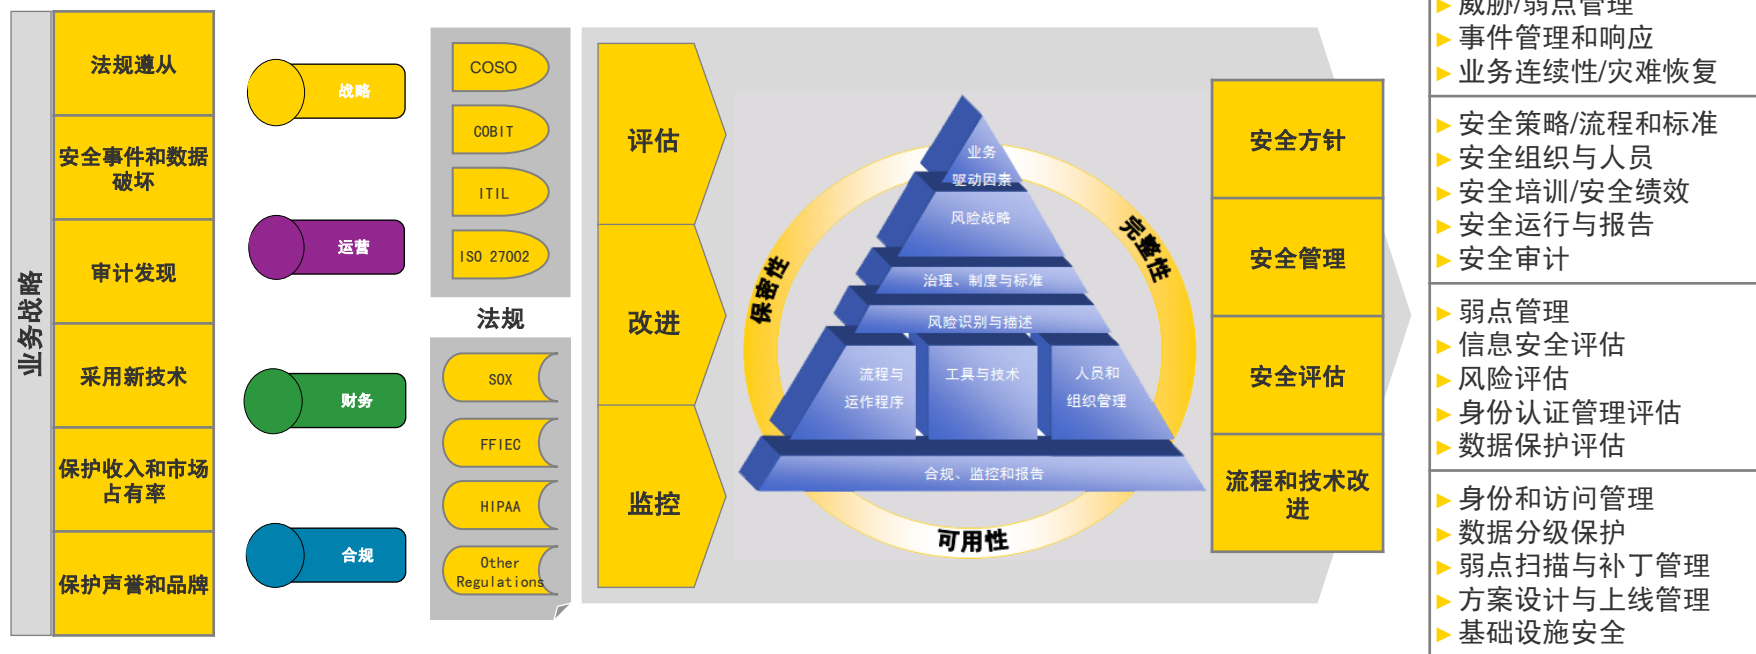 业务战略
法规遵从
安全事件和数据
破坏
审计发现
采用新技术
保护收入和市场
占有率
保护声誉和品牌
战略
运营
财务
合规
COSO
COBIT
ITIL
ISO 27002
法规
SOX
FFIEC
HIPAA
Other
Regulations
评估
改进
监控
保密性
完整性
可用性
业务
驱动因素
风险战略
治理、制度与标准
风险识别与描述
流程与
运作程序
工具与技术
人员和
组织管理
合规、监控和报告
安全方针
安全管理
安全评估
流程和技术改
进
威胁/弱点管理
事件管理和响应
业务连续性/灾难恢复
安全策略/流程和标准
安全组织与人员
安全培训/安全绩效
安全运行与报告
安全审计
弱点管理
信息安全评估
风险评估
身份认证管理评估
数据保护评估
身份和访问管理
数据分级保护
弱点扫描与补丁管理
方案设计与上线管理
基础设施安全